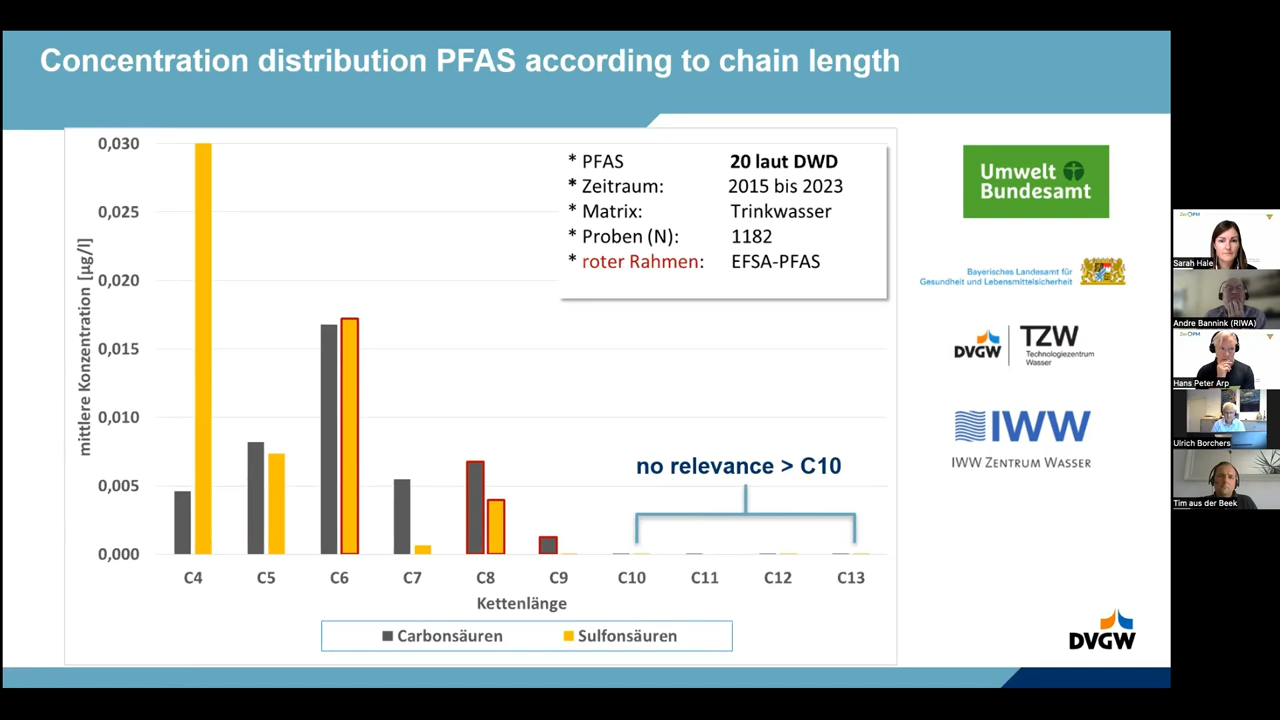 Concentration distribution PFAS according to chain length
0,030
0,025
0,020
0,015
0,010
0,005
0,000
mittlere Konzentration [µg/l]
* PFAS 20 laut DWD
* Zeitraum: 2015 bis 2023
* Matrix: Trinkwasser
* Proben (N): 1182
* roter Rahmen: EFSA-PFAS
no relevance > C10
C4 C5 C6 C7 C8 C9 C10 C11 C12 C13
Kettenlänge
Carbonsäuren Sulfonsäuren
Umwelt
Bundesamt
Bayerisches Landesamt für
Gesundheit und Lebensmittelsicherheit
DVGW TZW
Technologiezentrum
Wasser
IWW
IWW ZENTRUM WASSER
DVGW
ZeroPM
Sarah Hale
Andre Bannink (RIWA)
ZeroPM
Hans Peter Arp
Ulrich Borchers
Tim aus der Beek